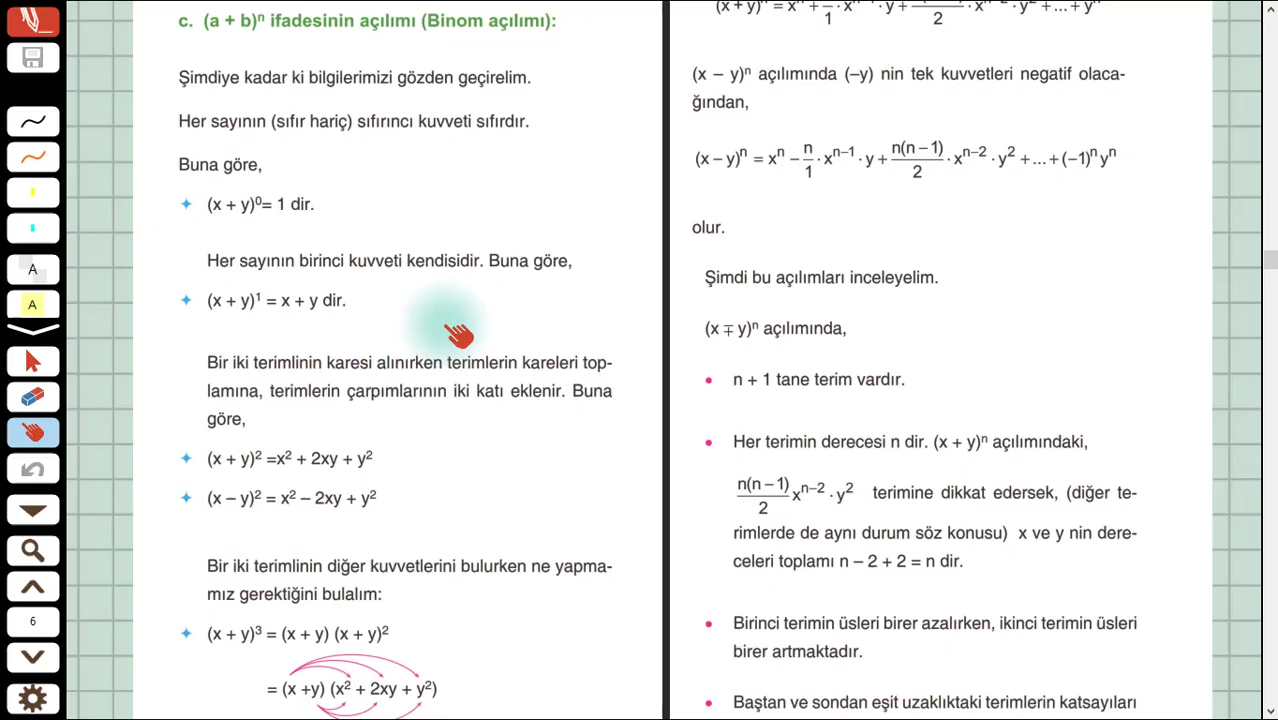 c. (a + b)ⁿ ifadesinin açılımı (Binom açılımı):
Şimdiye kadar ki bilgilerimizi gözden geçirelim.
Her sayının (sıfır hariç) sıfırıncı kuvveti sıfırdır.
Buna göre,
(x + y)⁰= 1 dir.
Her sayının birinci kuvveti kendisidir. Buna göre,
(x + y)¹ = x + y dir.
Bir iki terimlinin karesi alınırken terimlerin kareleri top-
lamına, terimlerin çarpımlarının iki katı eklenir. Buna
göre,
(x + y)² =x² + 2xy + y²
(x – y)² = x² – 2xy + y²
Bir iki terimlinin diğer kuvvetlerini bulurken ne yapma-
mız gerektiğini bulalım:
(x + y)³ = (x + y) (x + y)²
= (x +y) (x² + 2xy + y²)
(x – y)ⁿ açılımında (–y) nin tek kuvvetleri negatif olaca-
ğından,
(x – y)ⁿ = xⁿ – n/1 · xⁿ⁻¹ · y + n(n – 1)/2 · xⁿ⁻² · y² + ... + (–1)ⁿ yⁿ
olur.
Şimdi bu açılımları inceleyelim.
(x ∓ y)ⁿ açılımında,
n + 1 tane terim vardır.
Her terimin derecesi n dir. (x + y)ⁿ açılımındaki,
n(n – 1)/2 xⁿ⁻² · y² terimine dikkat edersek, (diğer te-
rimlerde de aynı durum söz konusu) x ve y nin dere-
celeri toplamı n – 2 + 2 = n dir.
Birinci terimin üsleri birer azalırken, ikinci terimin üsleri
birer artmaktadır.
Baştan ve sondan eşit uzaklıktaki terimlerin katsayıları
A
A
6